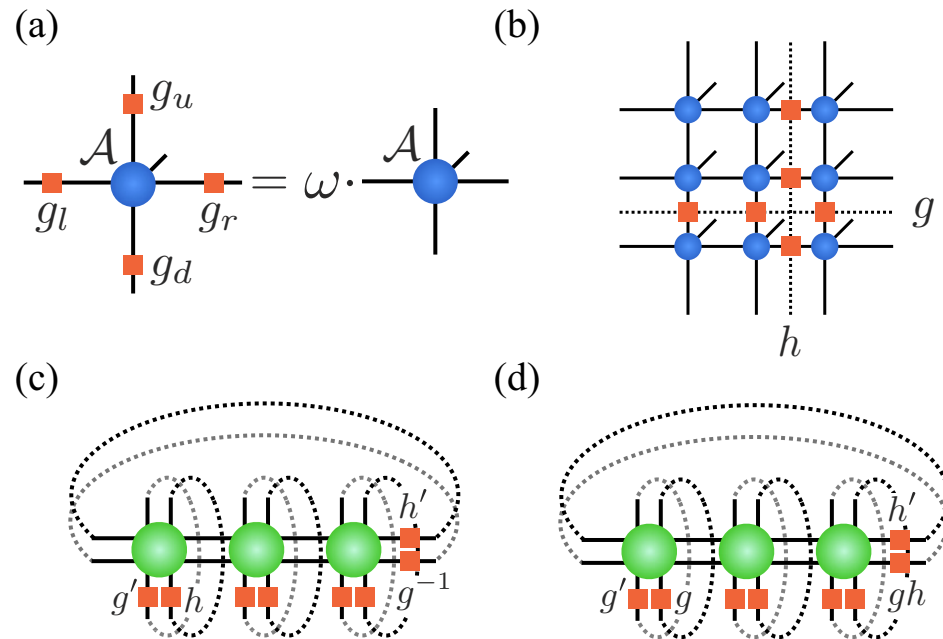 (a)
g_u
𝒜
g_l
g_r
g_d
= ω·
𝒜
(b)
g
h
(c)
h′
g′
h
g⁻¹
(d)
h′
g′
g
gh